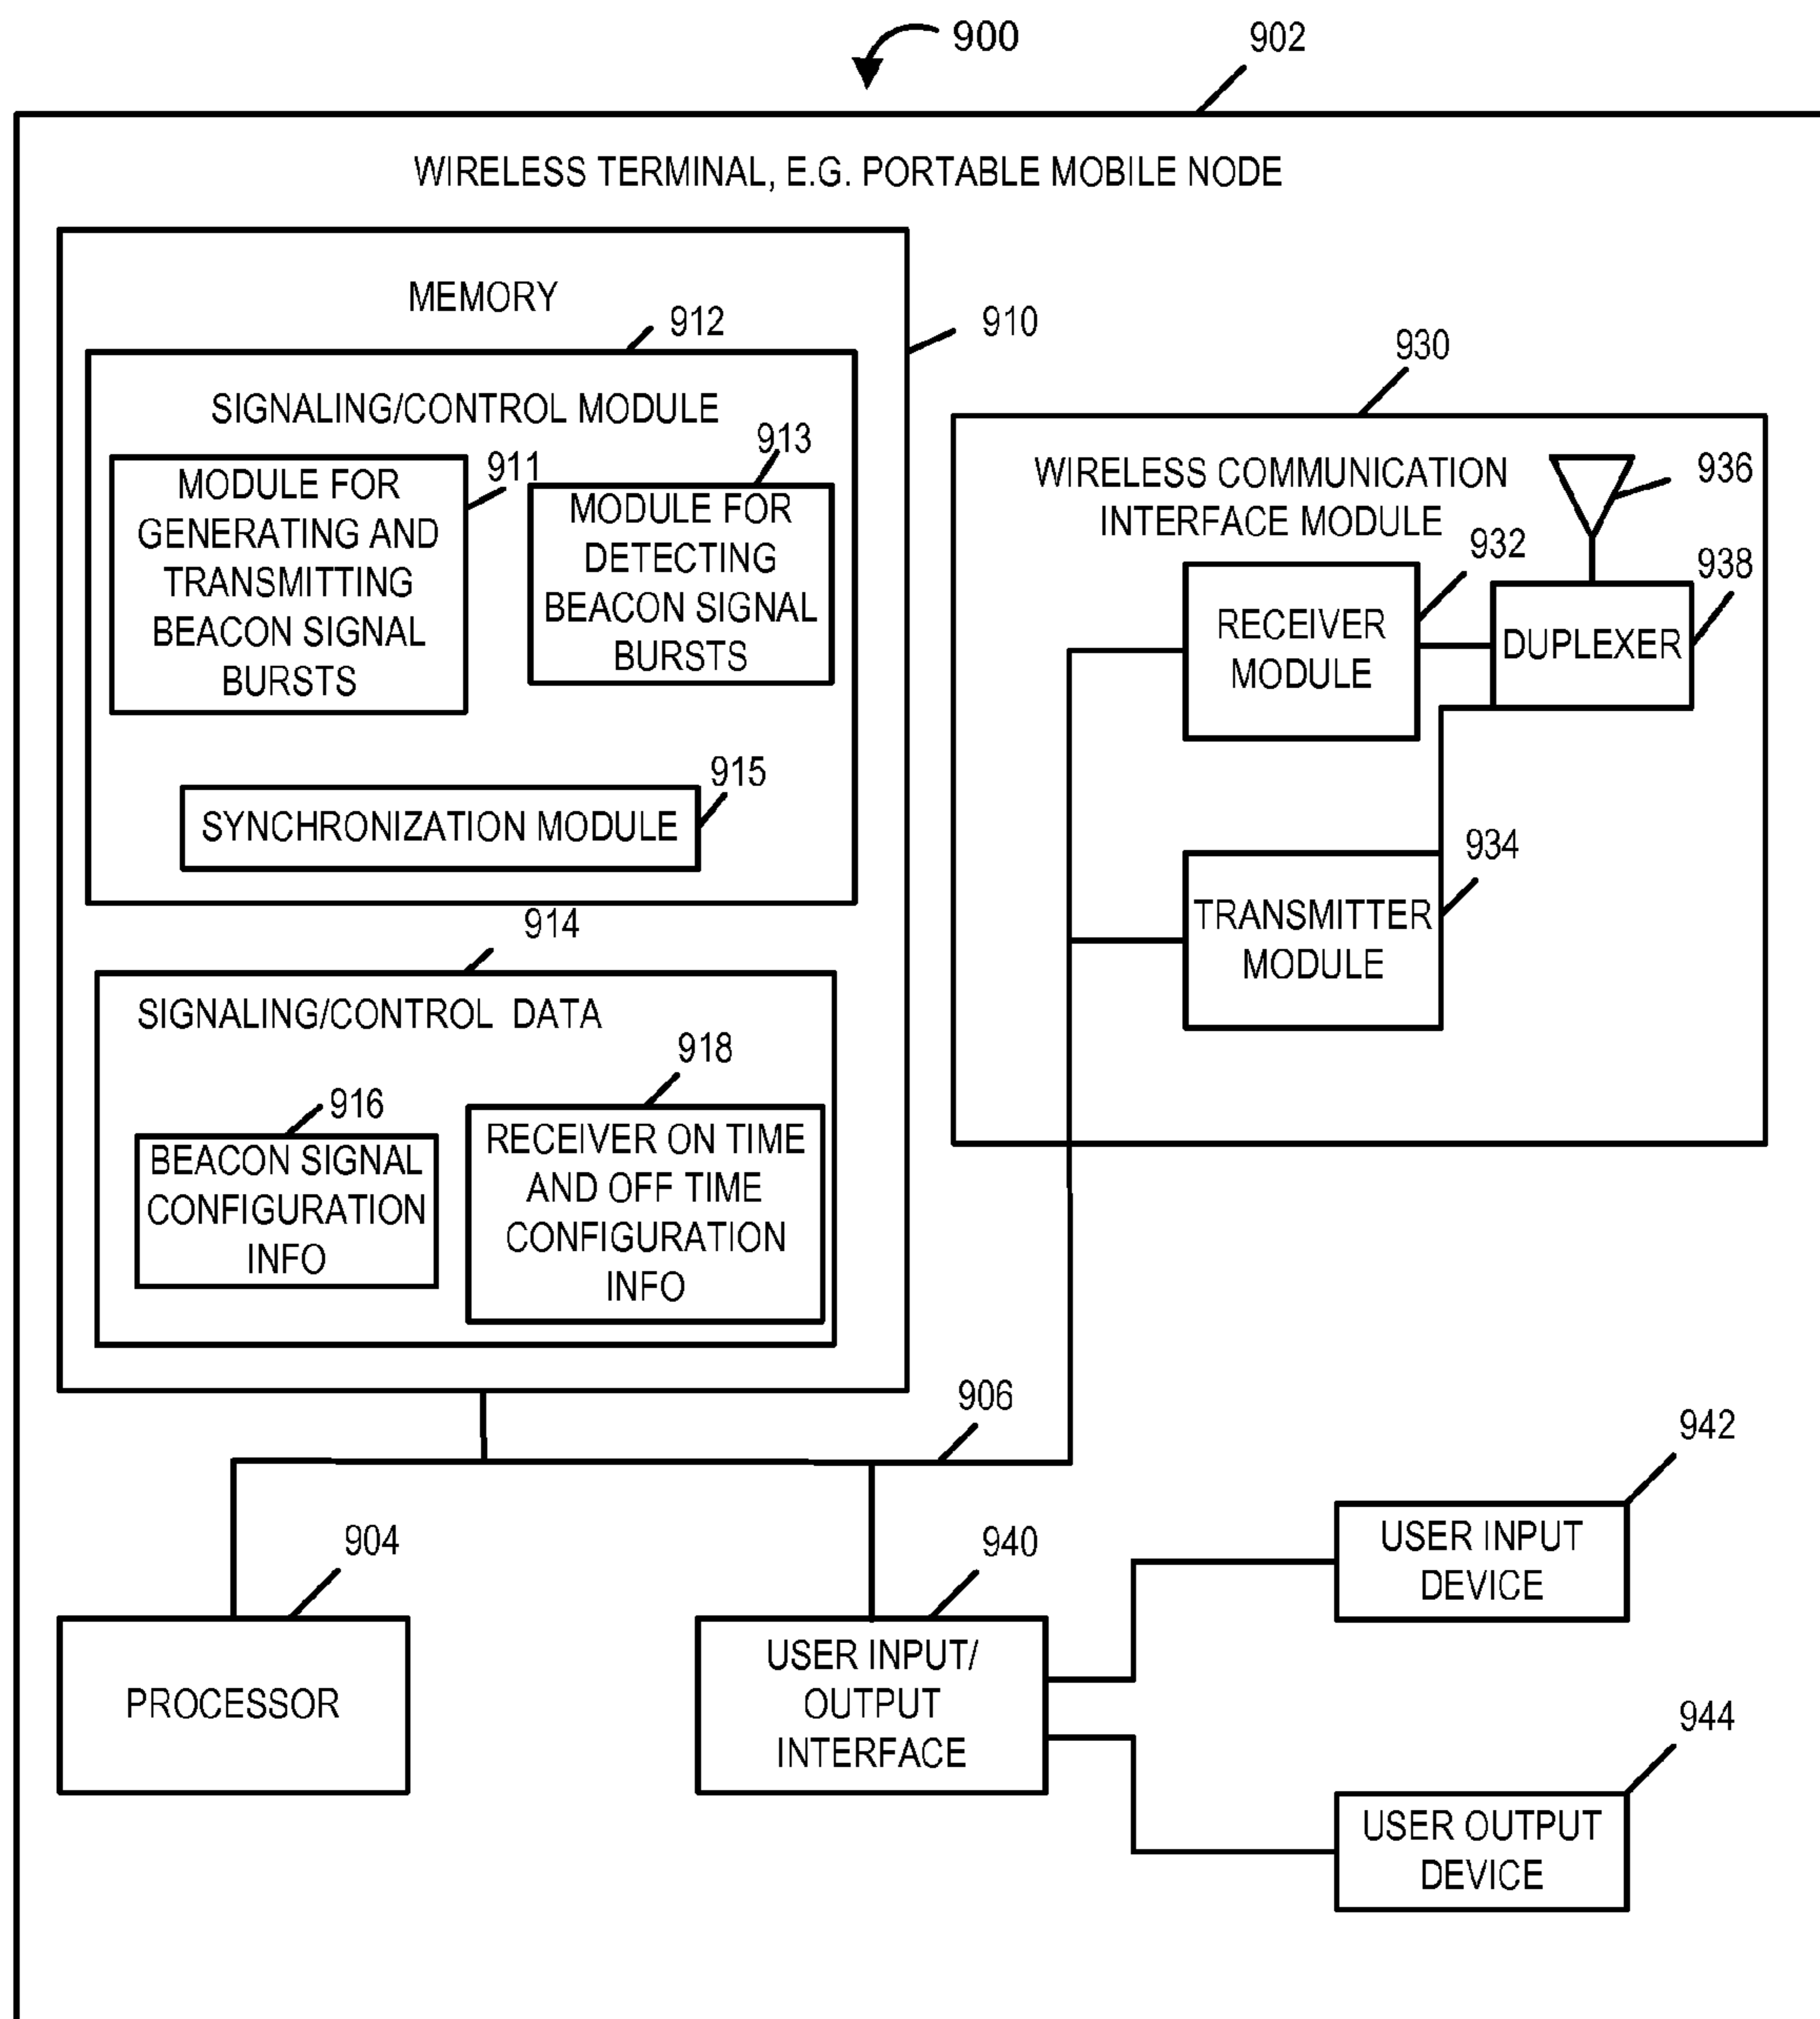 900
902
WIRELESS TERMINAL, E.G. PORTABLE MOBILE NODE
MEMORY
910
912
SIGNALING/CONTROL MODULE
911
MODULE FOR
GENERATING AND
TRANSMITTING
BEACON SIGNAL
BURSTS
913
MODULE FOR
DETECTING
BEACON SIGNAL
BURSTS
915
SYNCHRONIZATION MODULE
914
SIGNALING/CONTROL DATA
916
BEACON SIGNAL
CONFIGURATION
INFO
918
RECEIVER ON TIME
AND OFF TIME
CONFIGURATION
INFO
930
WIRELESS COMMUNICATION
INTERFACE MODULE
936
932
RECEIVER
MODULE
938
DUPLEXER
934
TRANSMITTER
MODULE
906
904
PROCESSOR
940
USER INPUT/
OUTPUT
INTERFACE
942
USER INPUT
DEVICE
944
USER OUTPUT
DEVICE